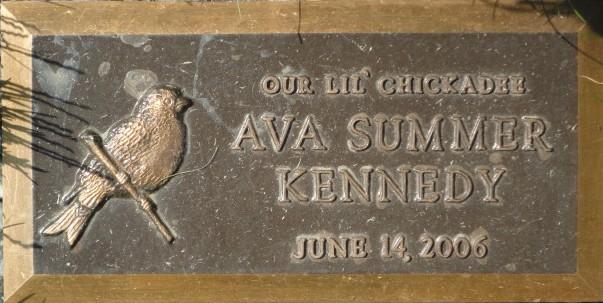 OUR LIL' CHICKADEE
AVA SUMMER
KENNEDY
JUNE 14, 2006